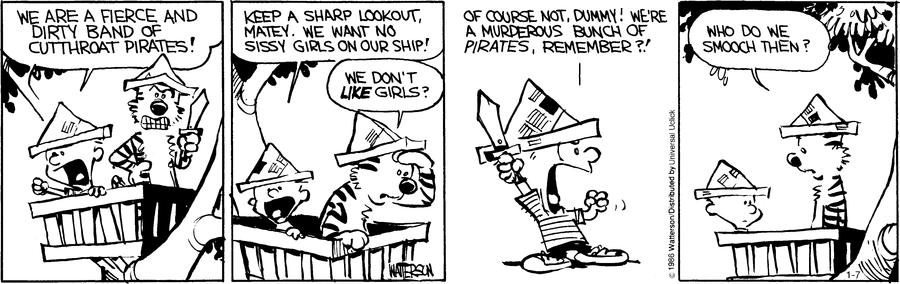 WE ARE A FIERCE AND
DIRTY BAND OF
CUTTHROAT PIRATES!
KEEP A SHARP LOOKOUT,
MATEY. WE WANT NO
SISSY GIRLS ON OUR SHIP!
WE DON'T
LIKE GIRLS?
WATTERSON
OF COURSE NOT, DUMMY! WE'RE
A MURDEROUS BUNCH OF
PIRATES, REMEMBER?!
© 1986 Watterson/Distributed by Universal Uclick
WHO DO WE
SMOOCH THEN?
1-7